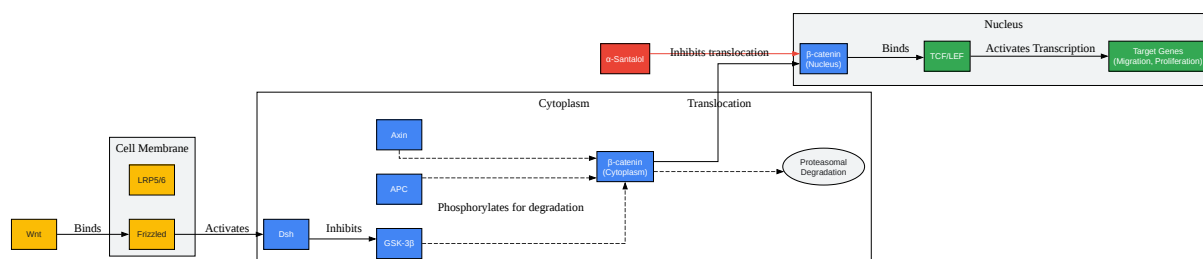 Nucleus
α-Santalol
Inhibits translocation
β-catenin
(Nucleus)
Binds
TCF/LEF
Activates Transcription
Target Genes
(Migration, Proliferation)
Cytoplasm
Translocation
Axin
Cell Membrane
LRP5/6
β-catenin
(Cytoplasm)
Proteasomal
Degradation
APC
Phosphorylates for degradation
Wnt
Binds
Frizzled
Activates
Dsh
Inhibits
GSK-3β